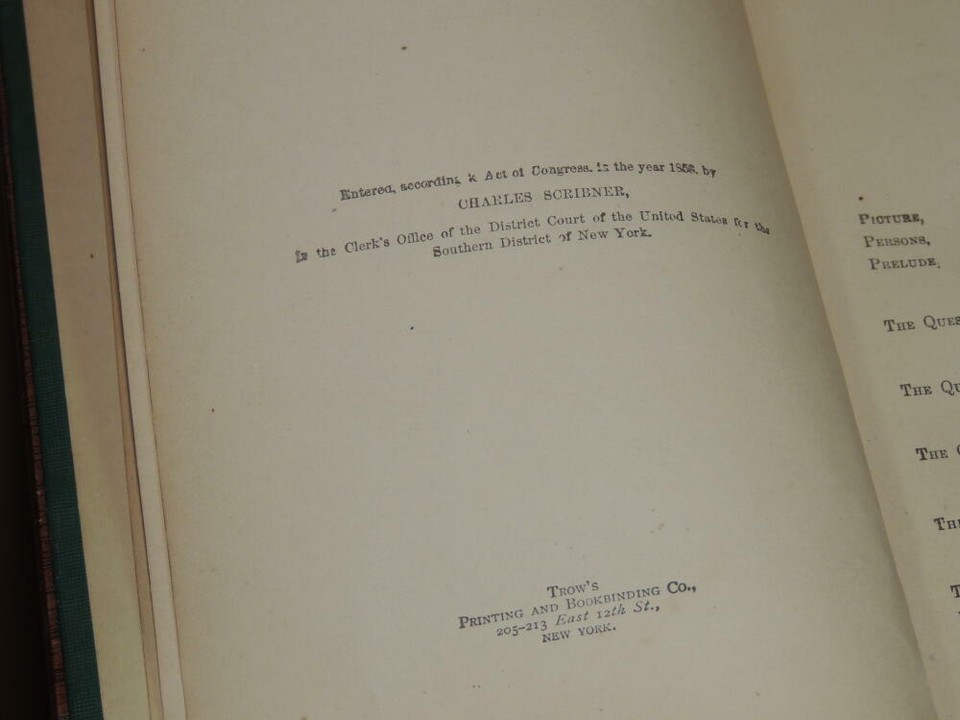 Entered, according k Act of Congress, in the year 1858, by
CHARLES SCRIBNER,
In the Clerk's Office of the District Court of the United States for the
Southern District of New York.
TROW'S
PRINTING AND BOOKBINDING CO.,
205–213 East 12th St.,
NEW YORK.
PICTURE,
PERSONS,
PRELUDE,
THE
THE
THE